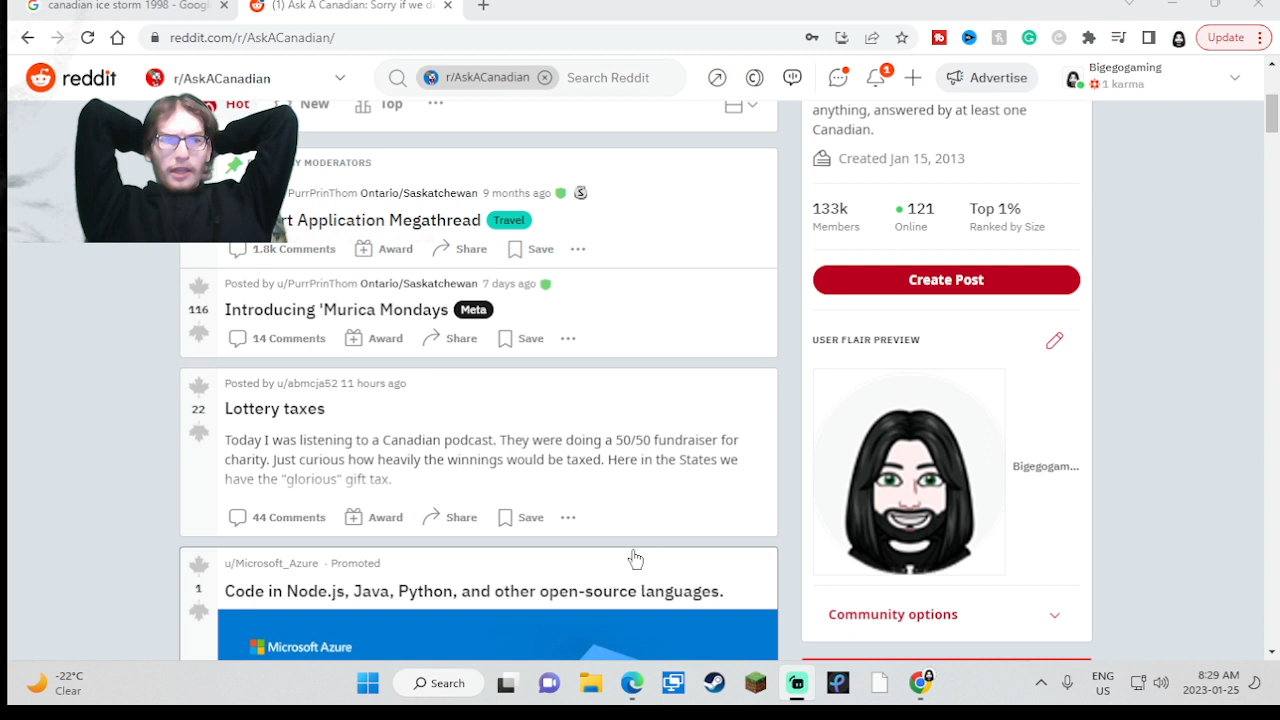 canadian ice storm 1998 - Googl
(1) Ask A Canadian: Sorry if we d
reddit.com/r/AskACanadian/
Update
reddit
r/AskACanadian
r/AskACanadian
Search Reddit
1
Advertise
Bigegogaming
1 karma
Hot
New
Top
MODERATORS
PurrPrinThom Ontario/Saskatchewan 9 months ago
Application Megathread Travel
1.8k Comments Award Share Save
Posted by u/PurrPrinThom Ontario/Saskatchewan 7 days ago
116
Introducing 'Murica Mondays Meta
14 Comments Award Share Save
Posted by u/abmcja52 11 hours ago
22
Lottery taxes
Today I was listening to a Canadian podcast. They were doing a 50/50 fundraiser for
charity. Just curious how heavily the winnings would be taxed. Here in the States we
have the "glorious" gift tax.
44 Comments Award Share Save
u/Microsoft_Azure · Promoted
1
Code in Node.js, Java, Python, and other open-source languages.
Microsoft Azure
anything, answered by at least one
Canadian.
Created Jan 15, 2013
133k 121 Top 1%
Members Online Ranked by Size
Create Post
USER FLAIR PREVIEW
Bigegogam...
Community options
-22°C
Clear
Search
ENG
US
8:29 AM
2023-01-23